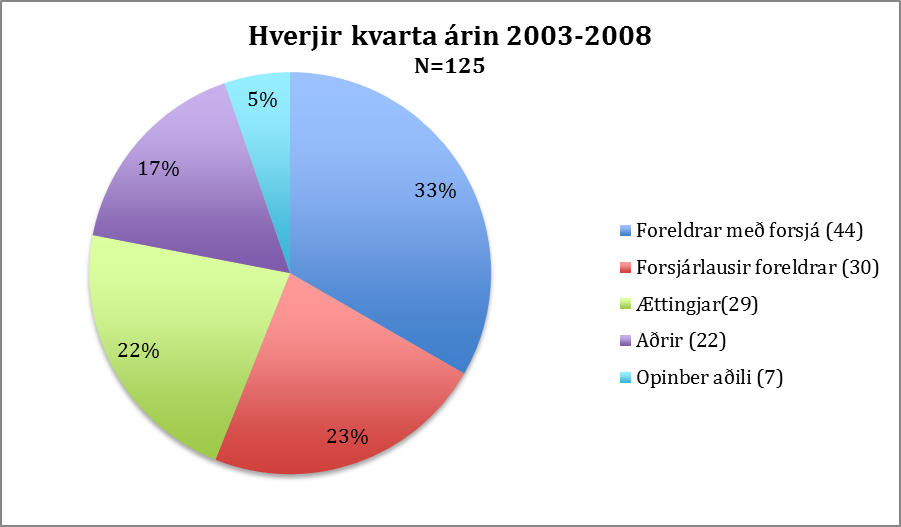 Hverjir kvarta árin 2003-2008
N=125
5%
17%
33%
22%
23%
Foreldrar með forsjá (44)
Forsjárlausir foreldrar (30)
Ættingjar(29)
Aðrir (22)
Opinber aðili (7)